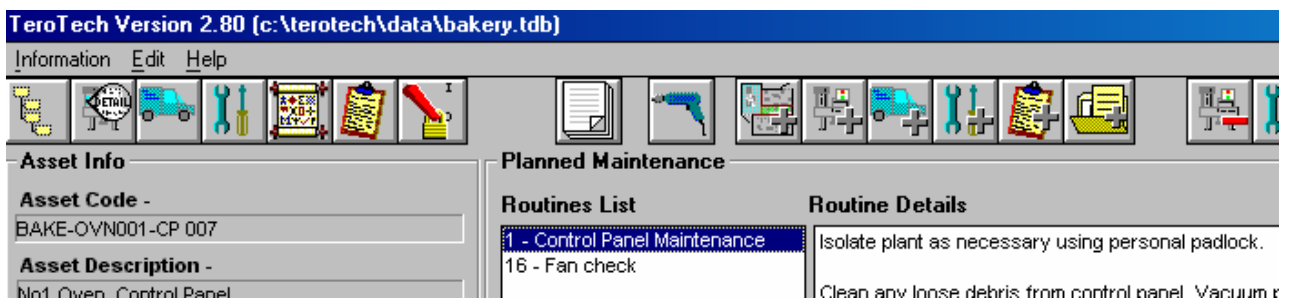 TeroTech Version 2.80 (c:\terotech\data\bakery.tdb)
Information Edit Help
DETAIL
I
Asset Info
Asset Code -
BAKE-OVN001-CP 007
Asset Description -
No1 Oven, Control Panel
Planned Maintenance
Routines List
1 - Control Panel Maintenance
16 - Fan check
Routine Details
Isolate plant as necessary using personal padlock.
Clean any loose debris from control panel. Vacuum